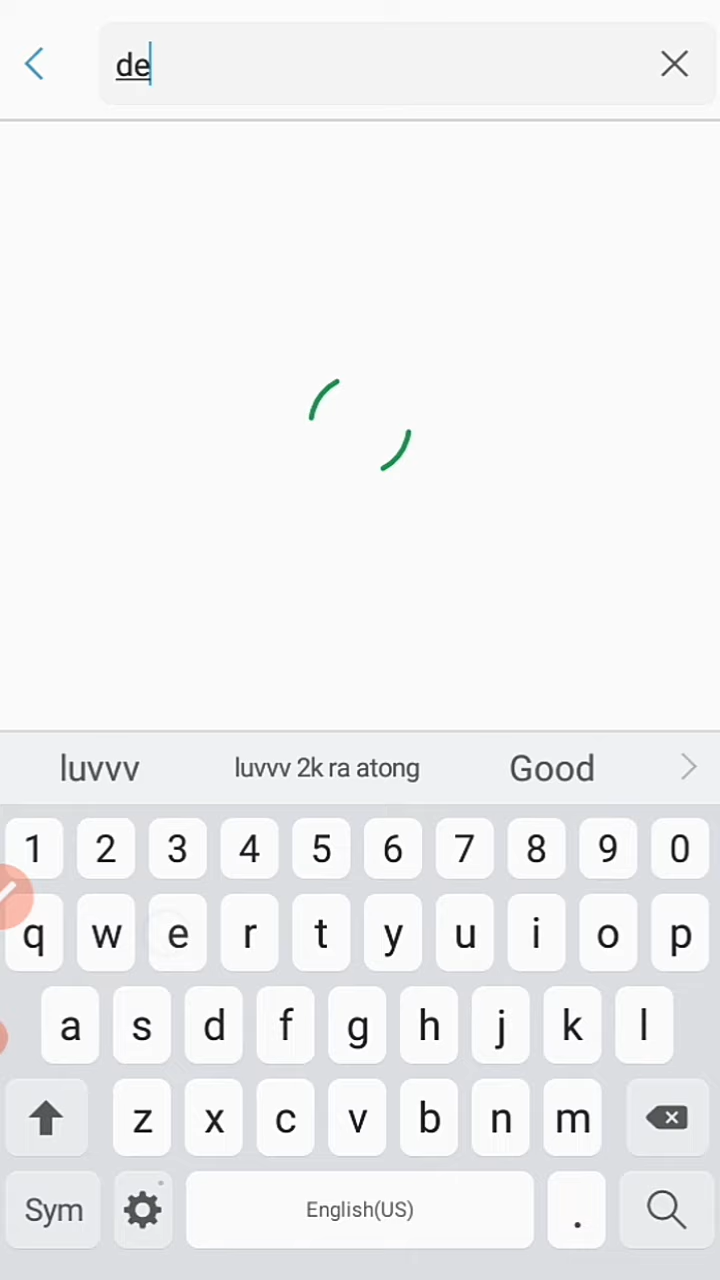 de
luvvv luvvv 2k ra atong Good
1 2 3 4 5 6 7 8 9 0
q w e r t y u i o p
a s d f g h j k l
z x c v b n m
Sym English(US) .